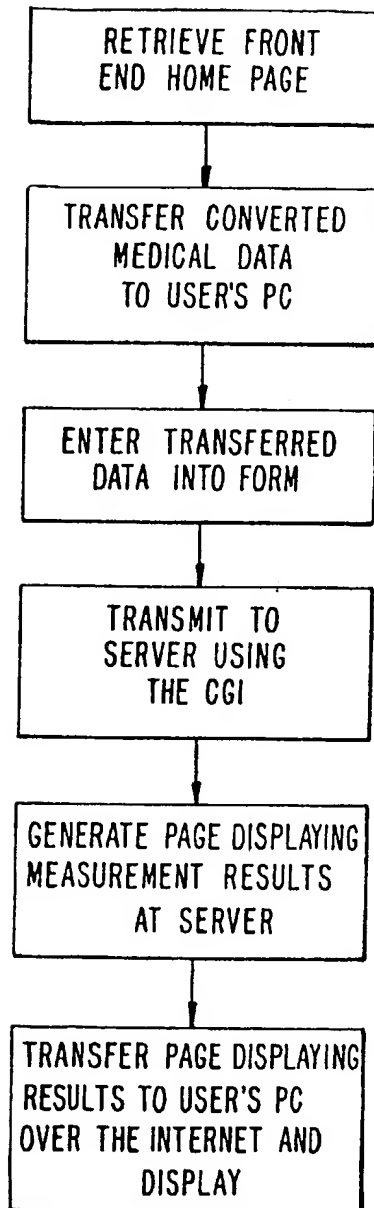 RETRIEVE FRONT
END HOME PAGE
TRANSFER CONVERTED
MEDICAL DATA
TO USER'S PC
ENTER TRANSFERRED
DATA INTO FORM
TRANSMIT TO
SERVER USING
THE CGI
GENERATE PAGE DISPLAYING
MEASUREMENT RESULTS
AT SERVER
TRANSFER PAGE DISPLAYING
RESULTS TO USER'S PC
OVER THE INTERNET AND
DISPLAY